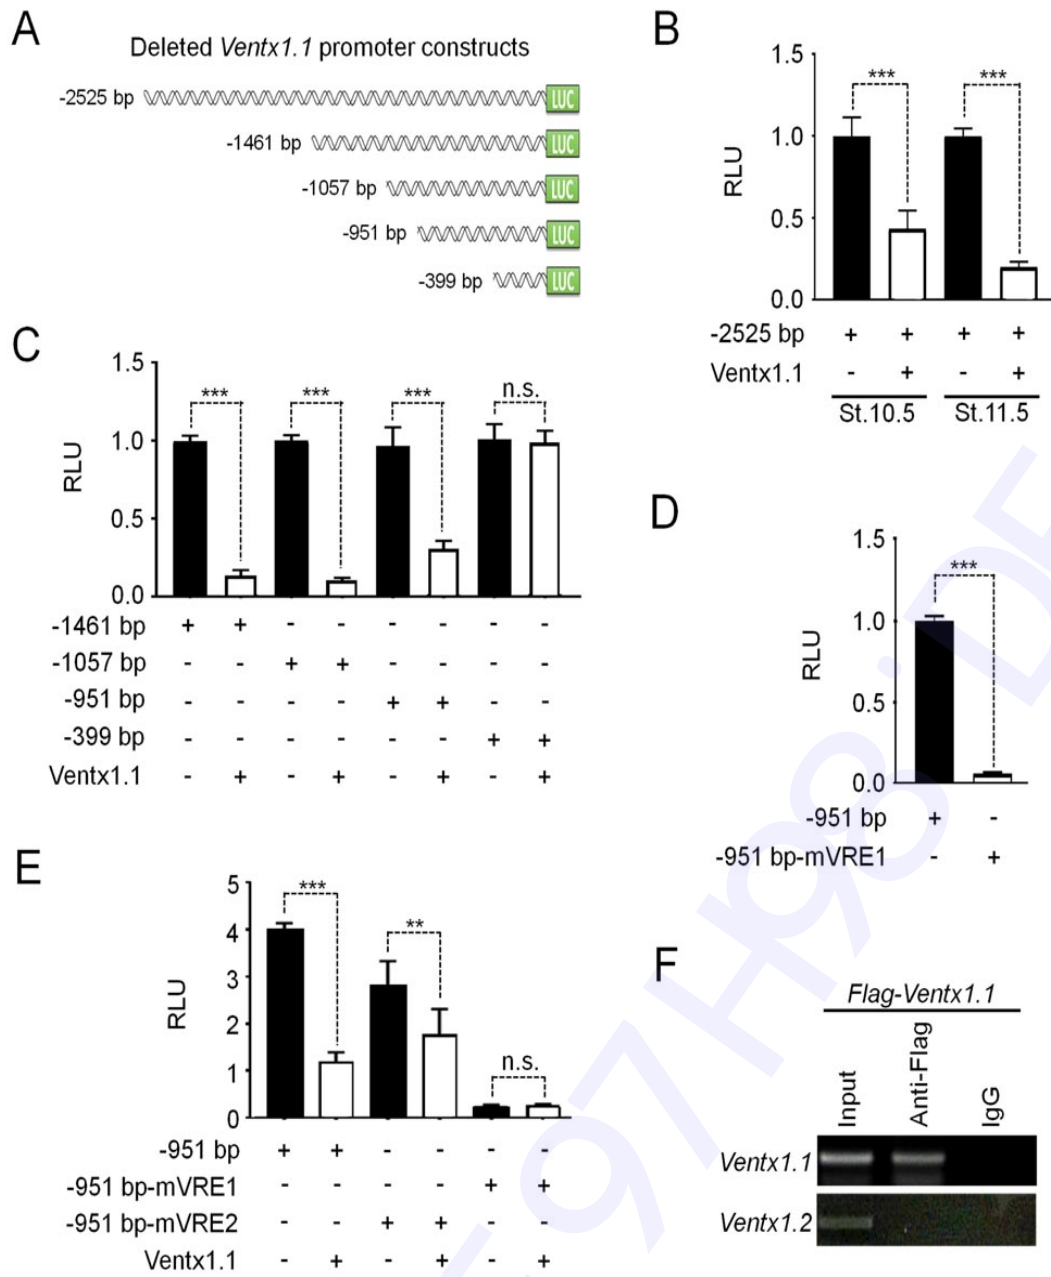 A
Deleted Ventx1.1 promoter constructs
-2525 bp LUC
-1461 bp LUC
-1057 bp LUC
-951 bp LUC
-399 bp LUC
B
1.5
1.0
0.5
0.0
RLU
*** ***
-2525 bp + + + +
Ventx1.1 - + - +
St.10.5 St.11.5
C
1.5
1.0
0.5
0.0
RLU
*** *** *** n.s.
-1461 bp + + - - - - - -
-1057 bp - - + + - - - -
-951 bp - - - - + + - -
-399 bp - - - - - - + +
Ventx1.1 - + - + - + - +
D
1.5
1.0
0.5
0.0
RLU
***
-951 bp + -
-951 bp-mVRE1 - +
E
5
4
3
2
1
0
RLU
*** ** n.s.
-951 bp + + - - - -
-951 bp-mVRE1 - - - - + +
-951 bp-mVRE2 - - + + - -
Ventx1.1 - + - + - +
F
Flag-Ventx1.1
Input Anti-Flag IgG
Ventx1.1
Ventx1.2